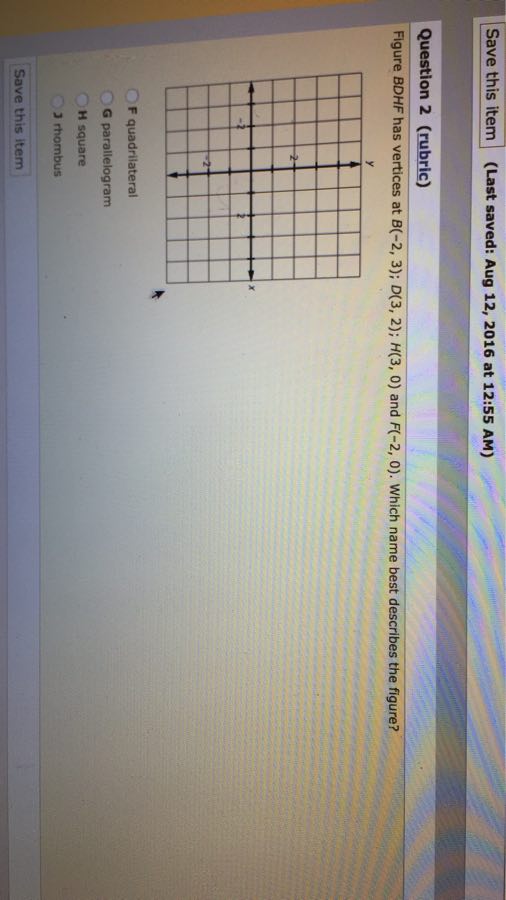 Save this item (Last saved: Aug 12, 2016 at 12:55 AM)
Question 2 (rubric)
Figure BDHF has vertices at B(-2, 3); D(3, 2); H(3, 0) and F(-2, 0). Which name best describes the figure?
y
2
-2
2
x
-2
F quadrilateral
G parallelogram
H square
J rhombus
Save this item